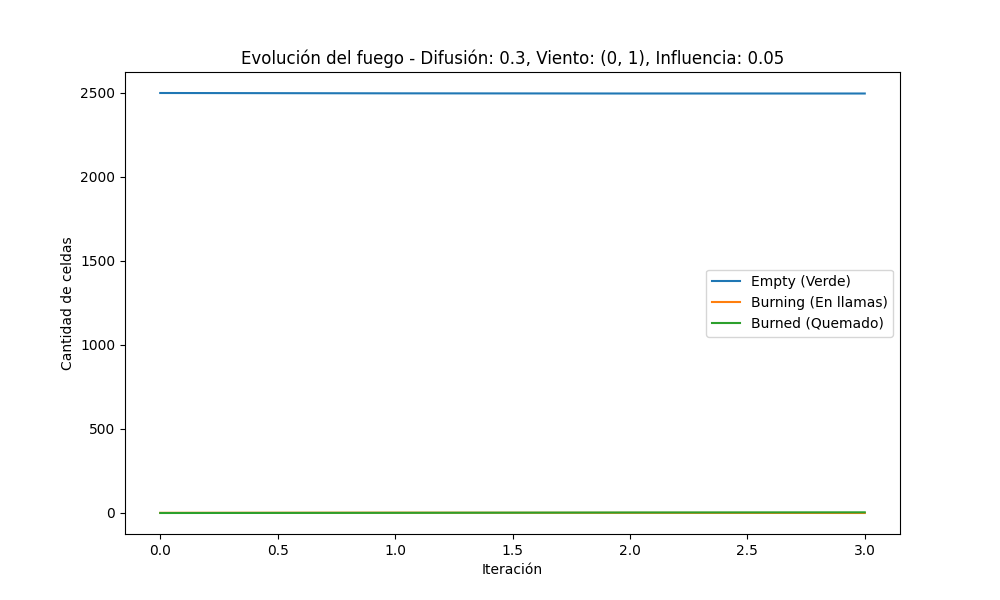 Evolución del fuego - Difusión: 0.3, Viento: (0, 1), Influencia: 0.05
Cantidad de celdas
2500
2000
1500
1000
500
0
Empty (Verde)
Burning (En llamas)
Burned (Quemado)
0.0 0.5 1.0 1.5 2.0 2.5 3.0
Iteración